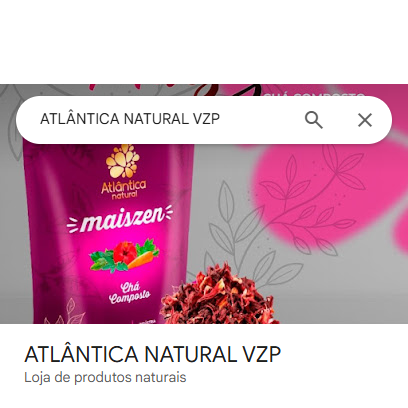 CHÁ COMPOSTO
ATLÂNTICA NATURAL VZP
Atlântica
natural
maiszen
Chá
Composto
ATLÂNTICA NATURAL VZP
Loja de produtos naturais